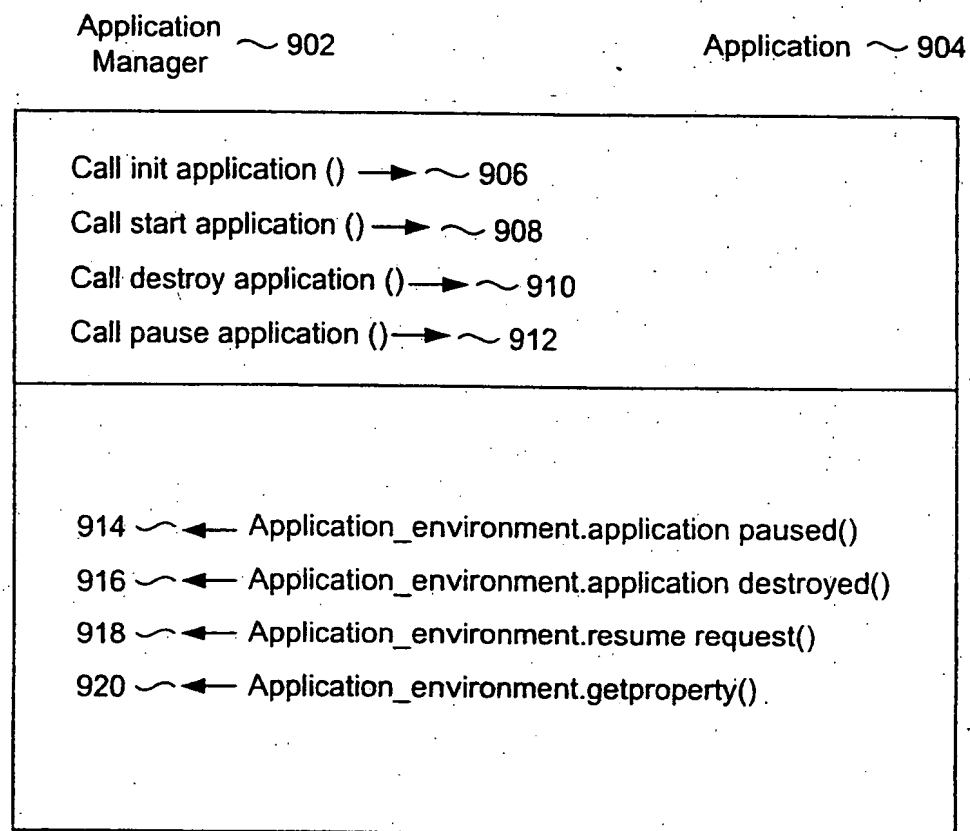 Application Manager 902
Application 904
Call init application () 906
Call start application () 908
Call destroy application () 910
Call pause application () 912
914 Application_environment.application paused()
916 Application_environment.application destroyed()
918 Application_environment.resume request()
920 Application_environment.getproperty()